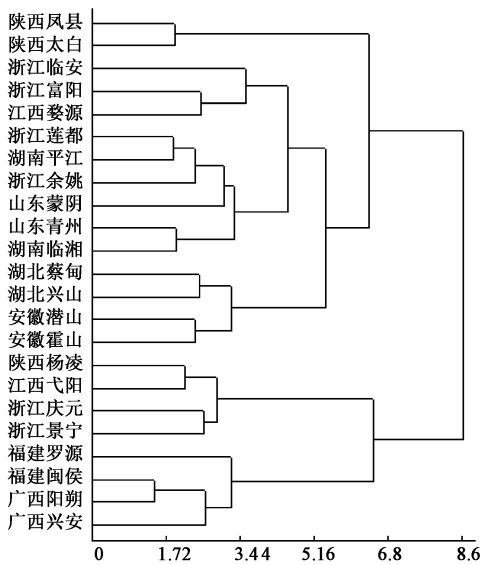 陕西凤县
陕西太白
浙江临安
浙江富阳
江西婺源
浙江莲都
湖南平江
浙江余姚
山东蒙阴
山东青州
湖南临湘
湖北蔡甸
湖北兴山
安徽潜山
安徽霍山
陕西杨凌
江西弋阳
浙江庆元
浙江景宁
福建罗源
福建闽侯
广西阳朔
广西兴安
0 1.72 3.44 5.16 6.8 8.6